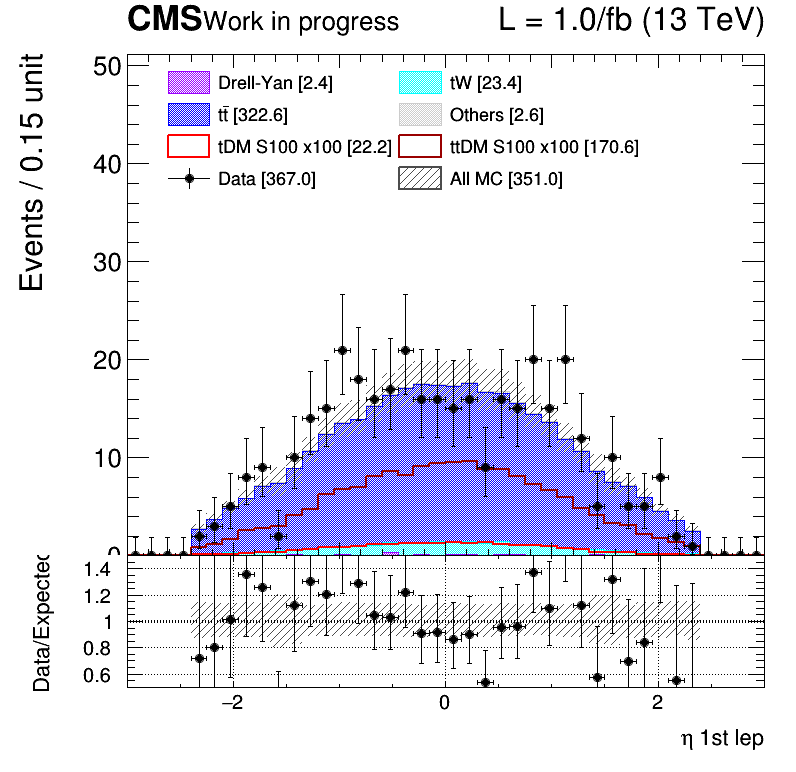 CMS Work in progress L = 1.0/fb (13 TeV)
Events / 0.15 unit
50
40
30
20
10
0
Drell-Yan [2.4] tW [23.4]
tt̄ [322.6] Others [2.6]
tDM S100 x100 [22.2] ttDM S100 x100 [170.6]
Data [367.0] All MC [351.0]
Data/Expected
1.4
1.2
1
0.8
0.6
−2 0 2
η 1st lep